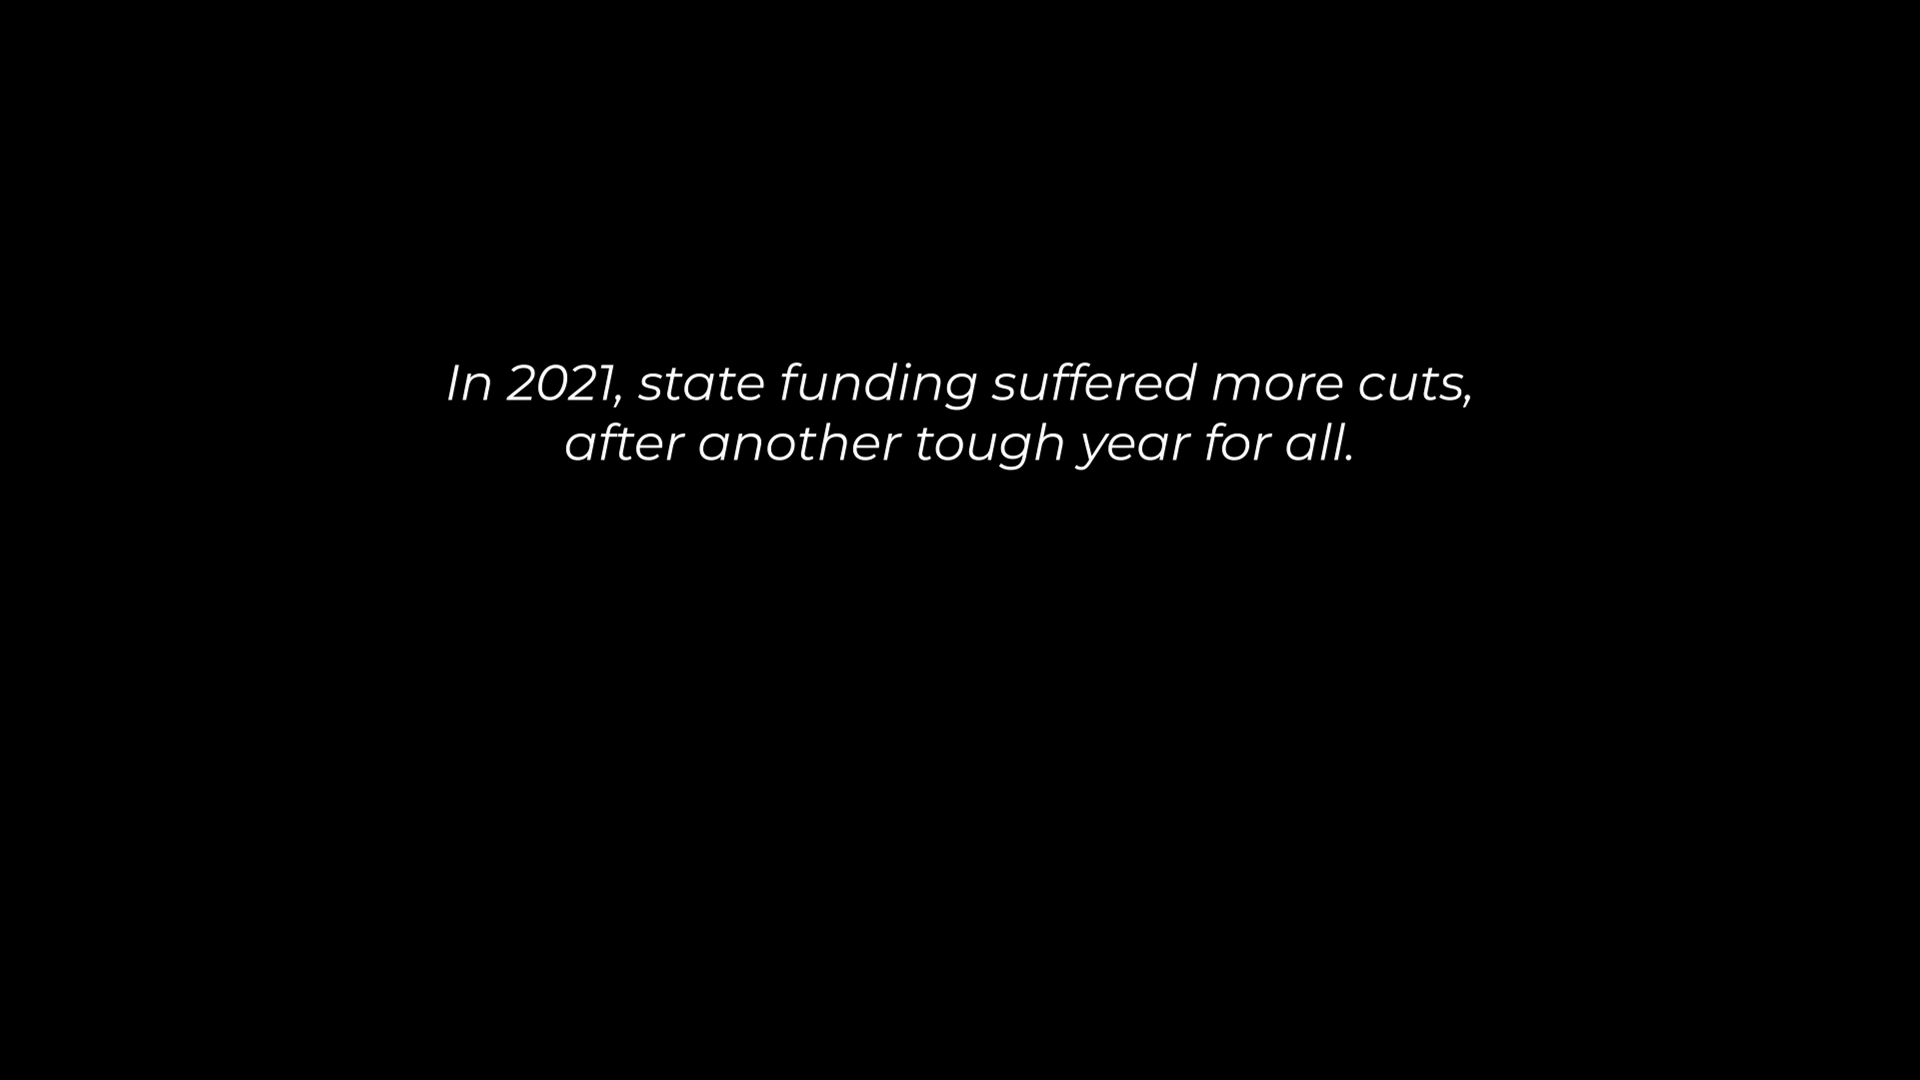 In 2021, state funding suffered more cuts,
after another tough year for all.